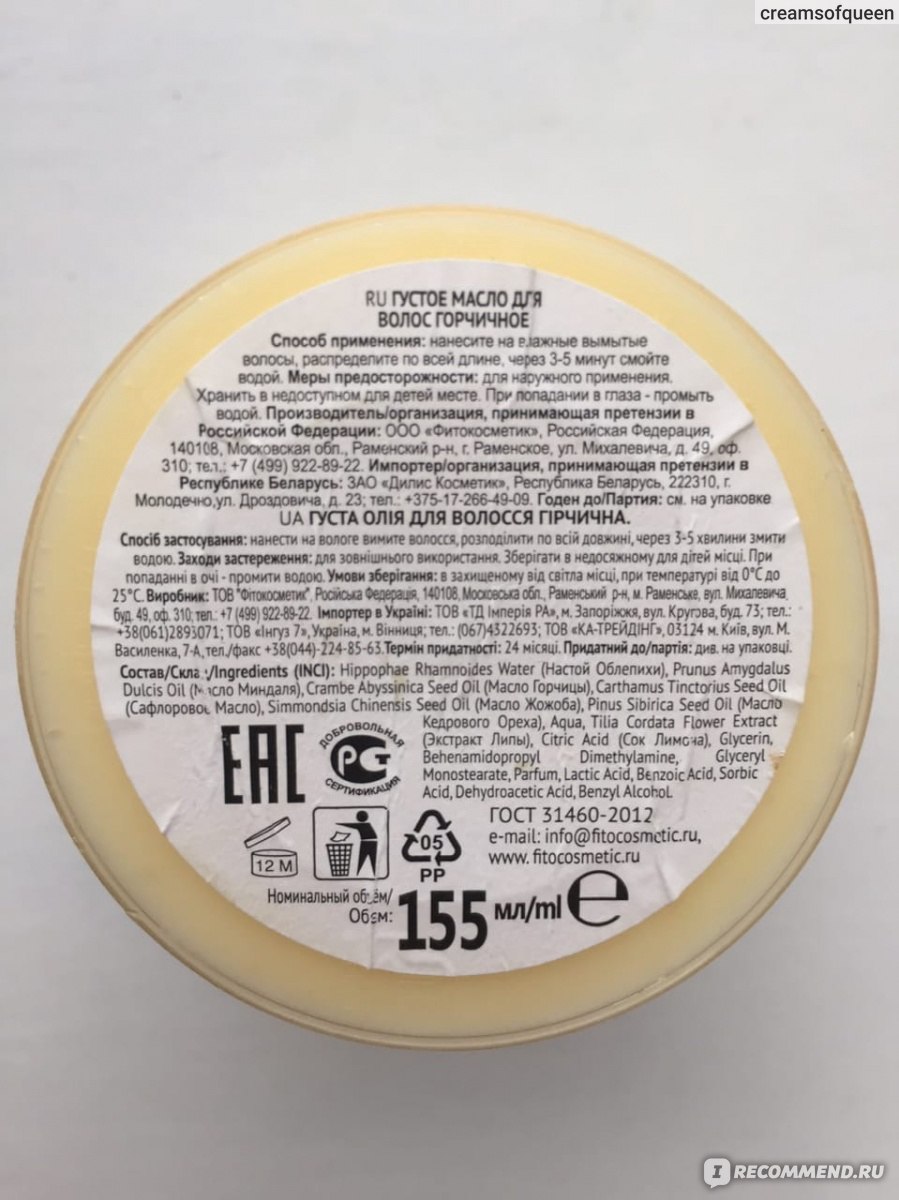 creamsofqueen
RU ГУСТОЕ МАСЛО ДЛЯ
ВОЛОС ГОРЧИЧНОЕ
Способ применения: нанесите на влажные вымытые
волосы, распределите по всей длине, через 3-5 минут смойте
водой. Меры предосторожности: для наружного применения.
Хранить в недоступном для детей месте. При попадании в глаза - промыть
водой. Производитель/организация, принимающая претензии в
Российской Федерации: ООО «Фитокосметик», Российская Федерация,
140108, Московская обл., Раменский р-н, г. Раменское, ул. Михалевича, д. 49, оф.
310; тел.: +7 (499) 922-89-22. Импортер/организация, принимающая претензии в
Республике Беларусь: ЗАО «Дилис Косметик», Республика Беларусь, 222310, г.
Молодечно,ул. Дроздовича, д. 23; тел.: +375-17-266-49-09. Годен до/Партия: см. на упаковке
UA ГУСТА ОЛІЯ ДЛЯ ВОЛОССЯ ГІРЧИЧНА.
Спосіб застосування: нанести на вологе вимите волосся, розподілити по всій довжині, через 3-5 хвилини змити
водою. Заходи застереження: для зовнішнього використання. Зберігати в недосяжному для дітей місці. При
попаданні в очі - промити водою. Умови зберігання: в захищеному від світла місці, при температурі від 0°С до
25°С. Виробник: ТОВ "Фітокосметік", Російська Федерація, 140108, Московська обл., Раменський р-н, м. Раменське, вул. Михалевича,
буд. 49, оф. 310; тел.: +7 (499) 922-89-22. Імпортер в Україні: ТОВ «ТД Імперія РА», м. Запоріжжя, вул. Кругова, буд. 73; тел.:
+38(061)2893071; ТОВ «Інгуз 7», Україна, м. Вінниця; тел.: (067)4322693; ТОВ «КА-ТРЕЙДІНГ», 03124 м. Київ, вул. М.
Василенка, 7-А, тел./факс +38(044)-224-85-63. Термін придатності: 24 місяці. Придатний до/партія: див. на упаковці.
Состав/Скла /Ingredients (INCI): Hippophae Rhamnoides Water (Настой Облепихи), Prunus Amygdalus
Dulcis Oil (Масло Миндаля), Crambe Abyssinica Seed Oil (Масло Горчицы), Carthamus Tinctorius Seed Oil
(Сафлоровое Масло), Simmondsia Chinensis Seed Oil (Масло Жожоба), Pinus Sibirica Seed Oil (Масло
Кедрового Ореха), Aqua, Tilia Cordata Flower Extract
(Экстракт Липы), Citric Acid (Сок Лимона), Glycerin,
Behenamidopropyl Dimethylamine, Glyceryl
Monostearate, Parfum, Lactic Acid, Benzoic Acid, Sorbic
Acid, Dehydroacetic Acid, Benzyl Alcohol.
EAC
ДОБРОВОЛЬНАЯ
РСТ
СЕРТИФИКАЦИЯ
ГОСТ 31460-2012
e-mail: info@fitocosmetic.ru,
www. fitocosmetic.ru
12 М
05
PP
Номинальный объём/
Объем:
155 мл/ml e
IRECOMMEND.RU